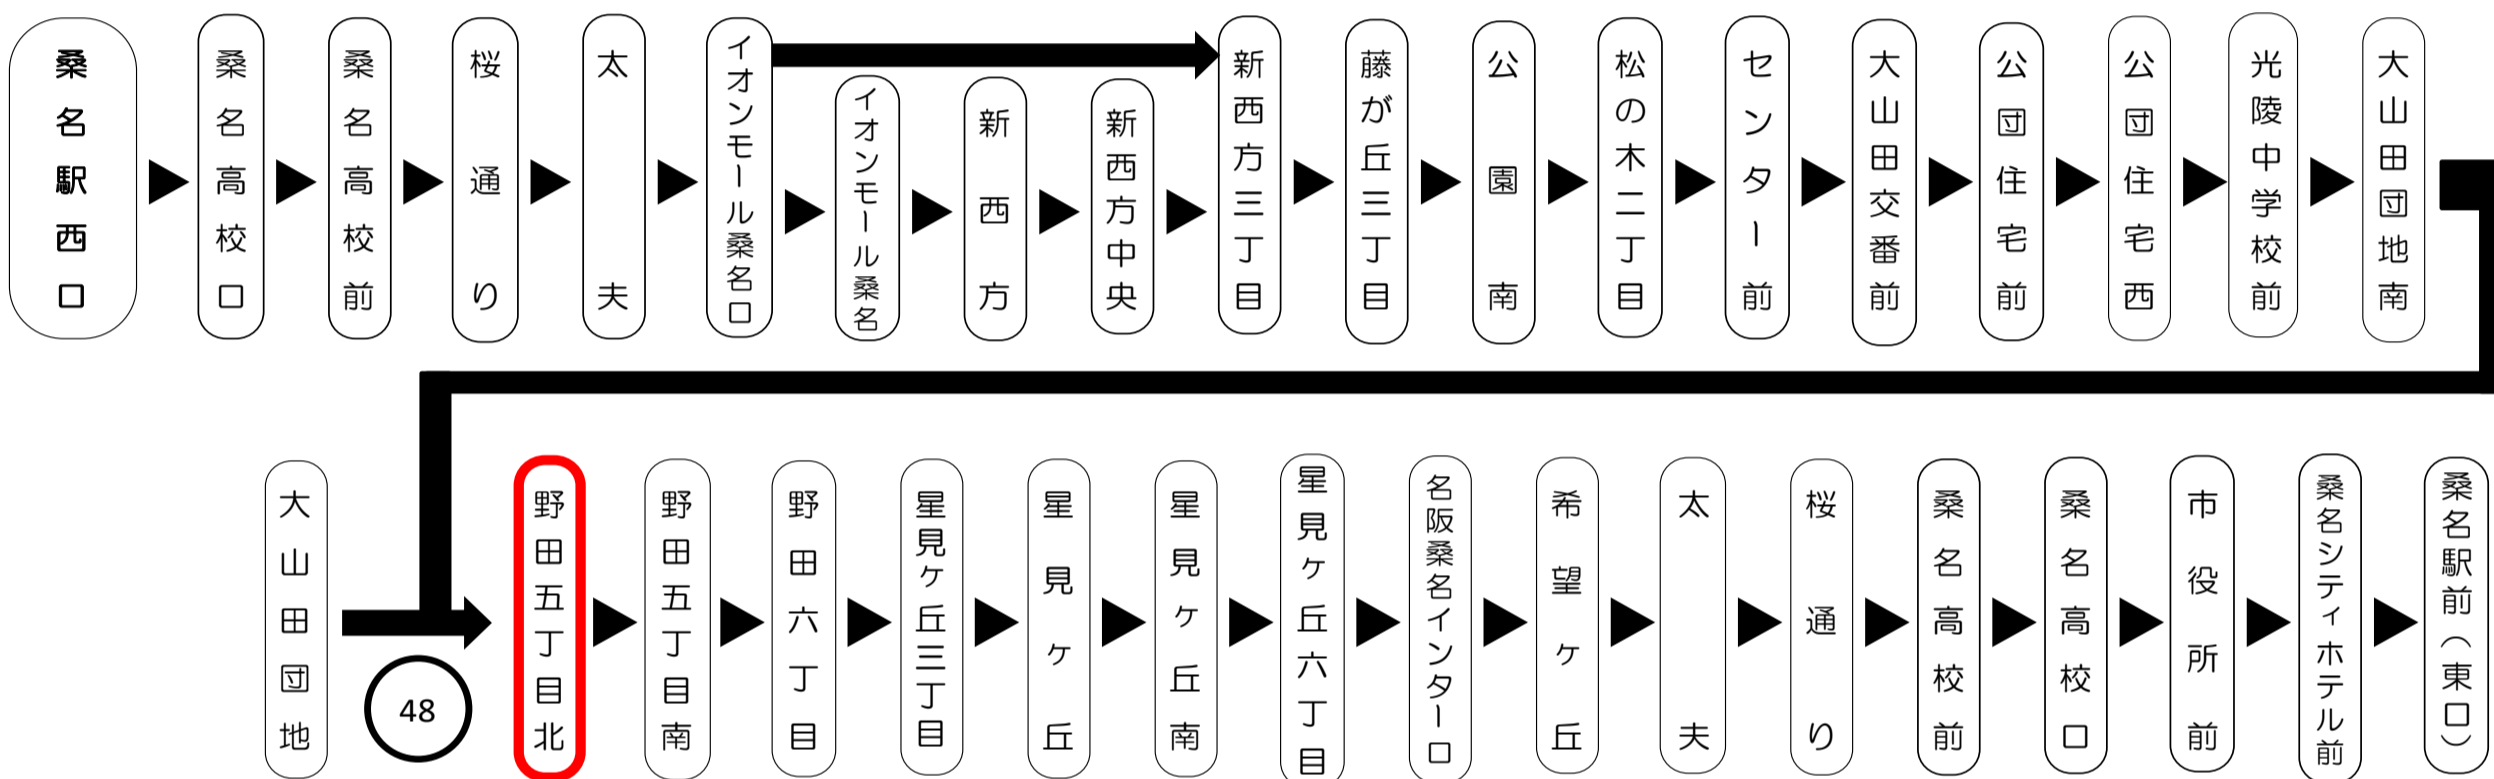 桑名駅西口
桑名高校口
桑名高校前
桜通り
太夫
イオンモール桑名口
イオンモール桑名
新西方
新西方中央
新西方三丁目
藤が丘三丁目
公園南
松の木二丁目
センター前
大山田交番前
公団住宅前
公団住宅西
光陵中学校前
大山田団地南
大山田団地
48
野田五丁目北
野田五丁目南
野田六丁目
星見ヶ丘三丁目
星見ヶ丘
星見ヶ丘南
星見ヶ丘六丁目
名阪桑名インター口
希望ヶ丘
太夫
桜通り
桑名高校前
桑名高校口
市役所前
桑名シティホテル前
桑名駅前（東口）